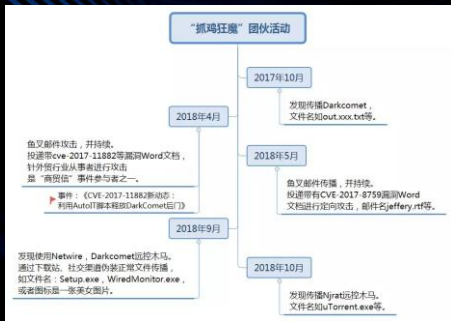 “抓鸡狂魔”团伙活动
2017年10月
发现传播Darkcomet，
文件名如out.xxx.txt等。
2018年4月
鱼叉邮件攻击，并持续。
投递带cve-2017-11882等漏洞Word文档，
针外贸行业从事者进行攻击
是“商贸信”事件参与者之一。
事件：《CVE-2017-11882新动态：
利用AutoIT脚本释放DarkComet后门》
2018年5月
鱼叉邮件传播，并持续。
投递带有CVE-2017-8759漏洞Word
文档进行定向攻击，邮件名jeffery.rtf等。
2018年9月
发现使用Netwire，Darkcomet远控木马。
通过下载站、社交渠道伪装正常文件传播，
如文件名：Setup.exe，WiredMonitor.exe，
或者图标是一张美女图片。
2018年10月
发现传播Njrat远控木马。
文件名如uTorrent.exe等。